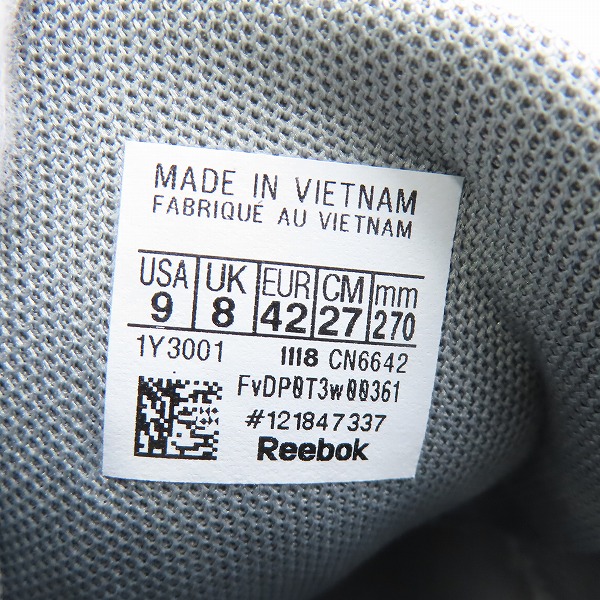 MADE IN VIETNAM
FABRIQUÉ AU VIETNAM
USA UK EUR CM mm
9 8 42 27 270
1Y3001 1118 CN6642
FvDP0T3w00361
#121847337
Reebok